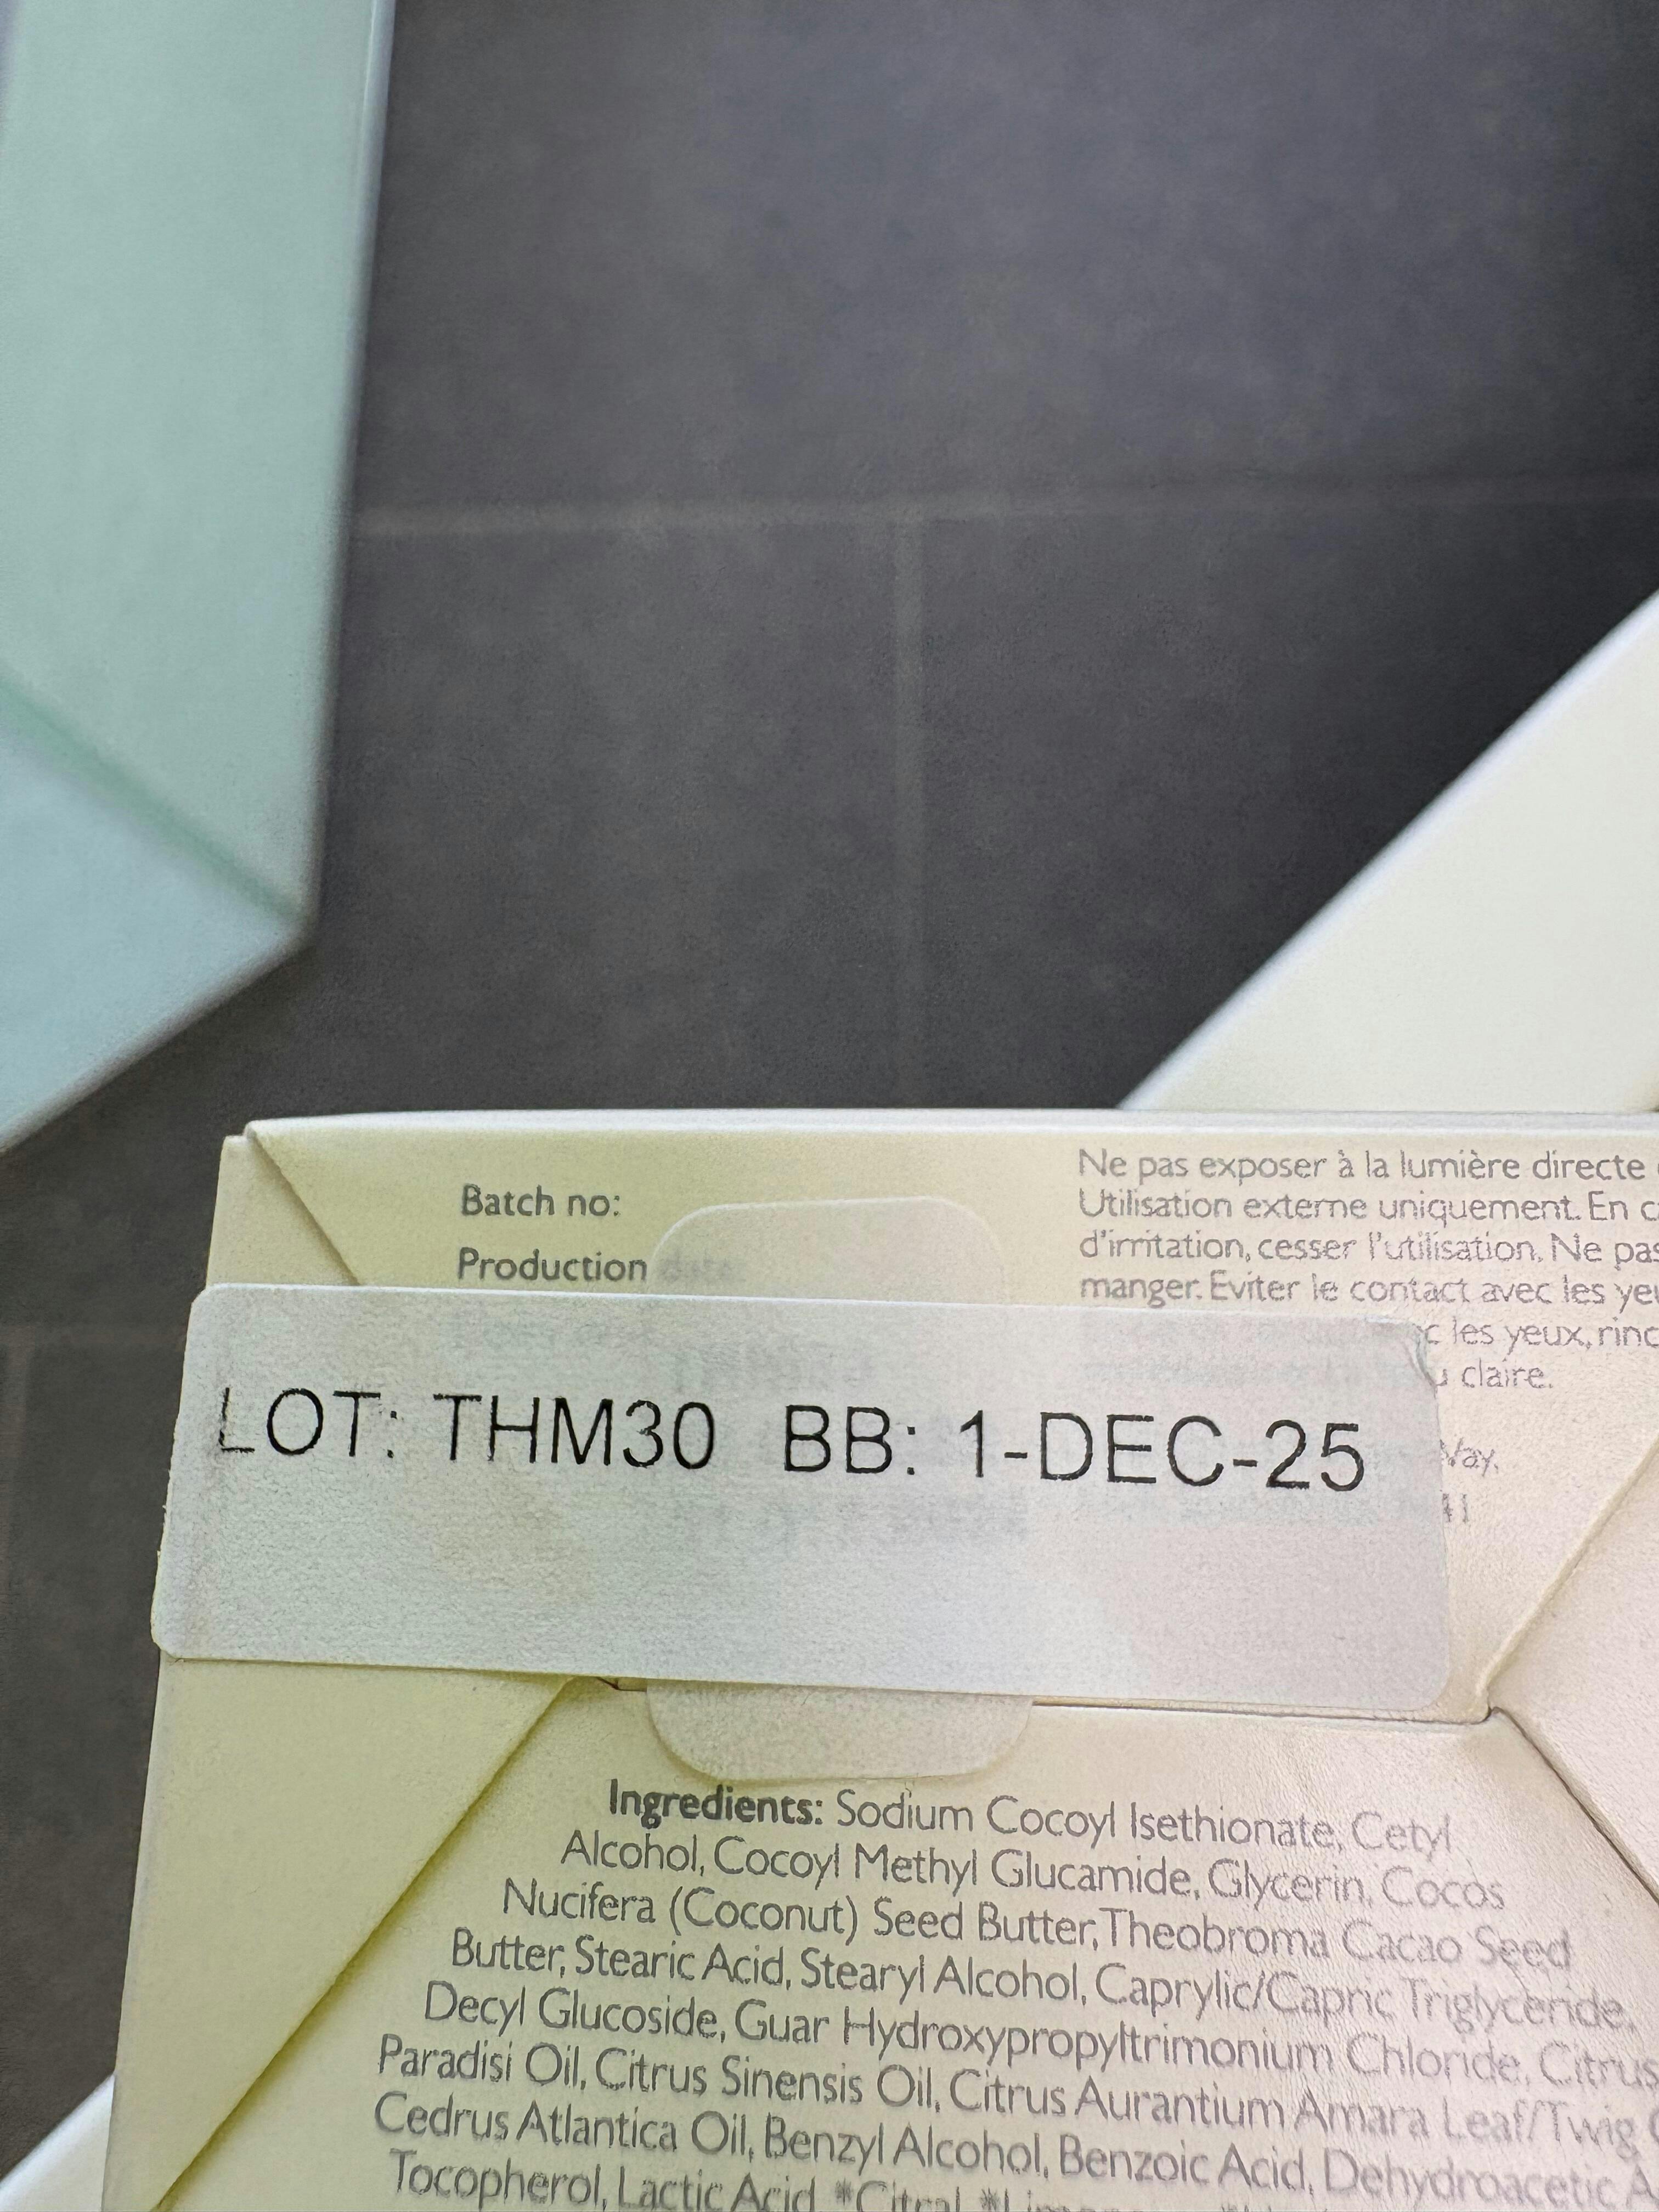 Batch no:
Production date
Ne pas exposer à la lumière directe
Utilisation externe uniquement. En
d'irritation, cesser l'utilisation. Ne pas
manger. Eviter le contact avec les
les yeux,
claire.
Way,
41
LOT: THM30 BB: 1-DEC-25
Ingredients: Sodium Cocoyl Isethionate, Cetyl
Alcohol, Cocoyl Methyl Glucamide, Glycerin, Cocos
Nucifera (Coconut) Seed Butter, Theobroma Cacao Seed
Butter, Stearic Acid, Stearyl Alcohol, Caprylic/Capric Triglyceride,
Decyl Glucoside, Guar Hydroxypropyltrimonium Chloride, Citrus
Paradisi Oil, Citrus Sinensis Oil, Citrus Aurantium Amara Leaf/Twig
Cedrus Atlantica Oil, Benzyl Alcohol, Benzoic Acid, Dehydroacetic
Tocopherol, Lactic Acid, *Citral,